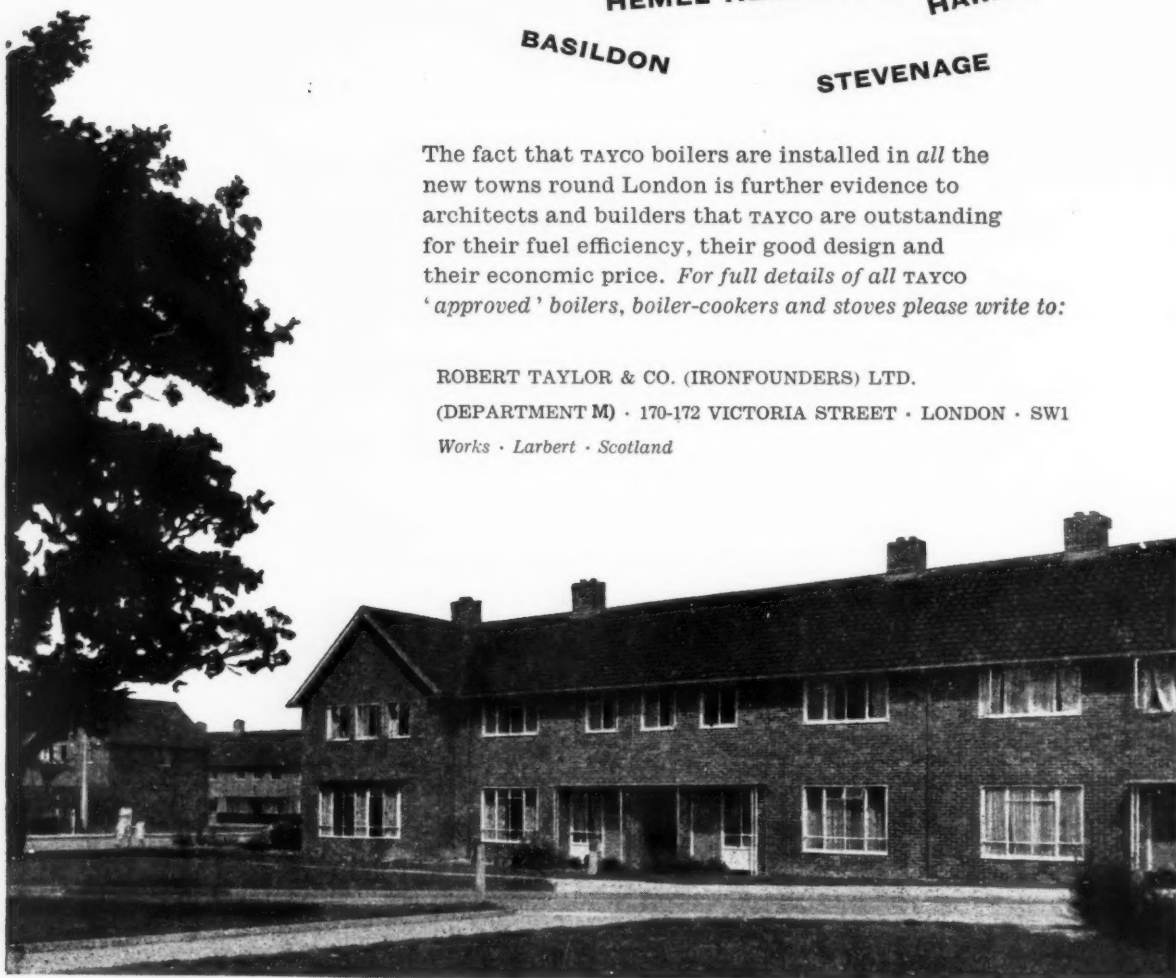 HEMEL
BASILDON
STEVENAGE
The fact that TAYCO boilers are installed in all the
new towns round London is further evidence to
architects and builders that TAYCO are outstanding
for their fuel efficiency, their good design and
their economic price. For full details of all TAYCO
‘approved’ boilers, boiler-cookers and stoves please write to:
ROBERT TAYLOR & CO. (IRONFOUNDERS) LTD.
(DEPARTMENT M) · 170-172 VICTORIA STREET · LONDON · SW1
Works · Larbert · Scotland